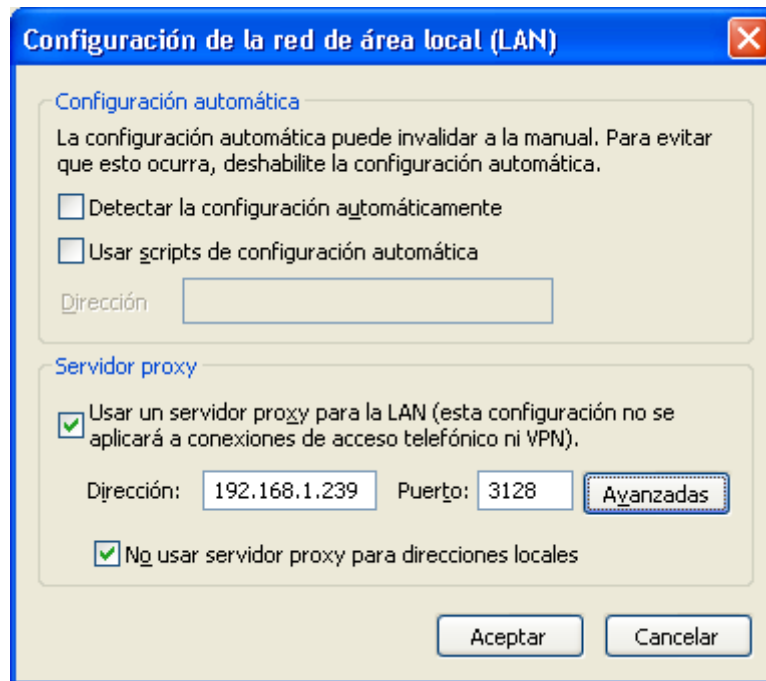 Configuración de la red de área local (LAN)
Configuración automática
La configuración automática puede invalidar a la manual. Para evitar
que esto ocurra, deshabilite la configuración automática.
Detectar la configuración automáticamente
Usar scripts de configuración automática
Dirección
Servidor proxy
Usar un servidor proxy para la LAN (esta configuración no se
aplicará a conexiones de acceso telefónico ni VPN).
Dirección: 192.168.1.239 Puerto: 3128 Avanzadas
No usar servidor proxy para direcciones locales
Aceptar Cancelar